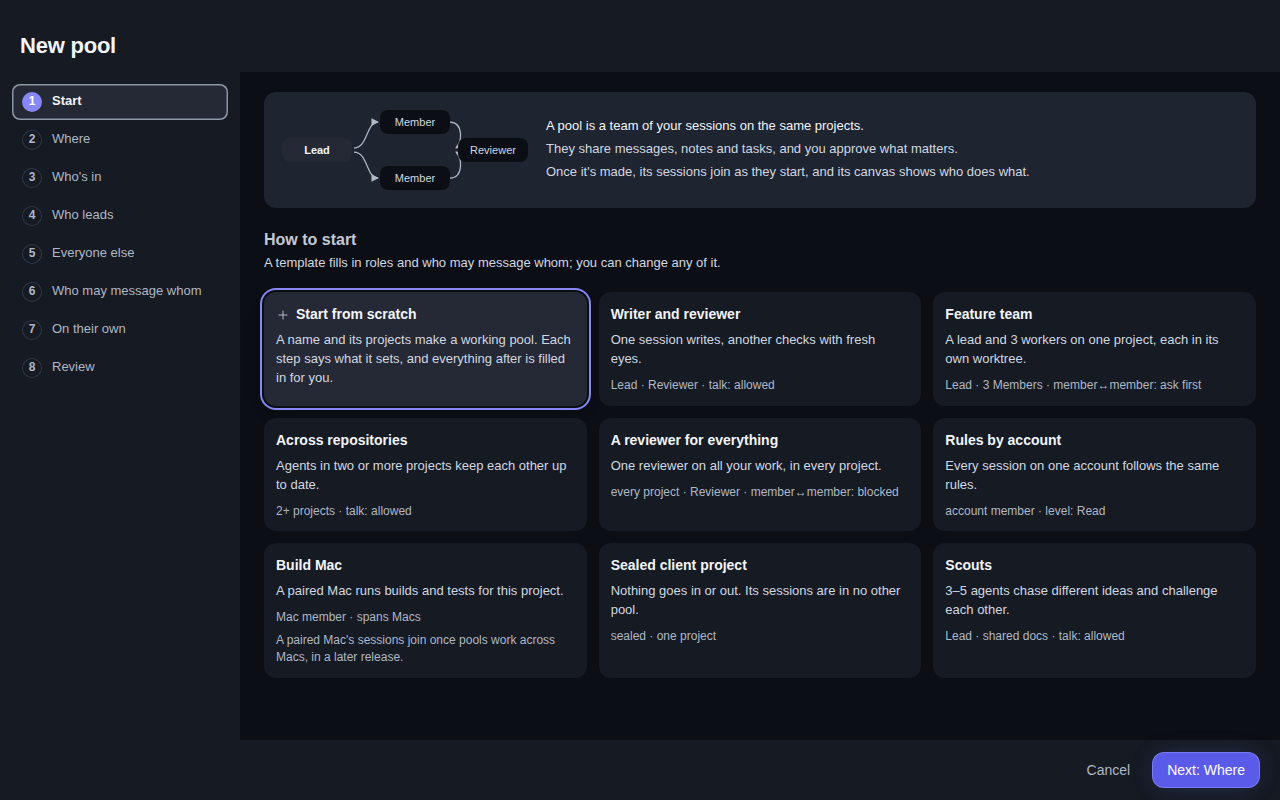 New pool
1 Start
2 Where
3 Who's in
4 Who leads
5 Everyone else
6 Who may message whom
7 On their own
8 Review
Lead
Member
Member
Reviewer
A pool is a team of your sessions on the same projects.
They share messages, notes and tasks, and you approve what matters.
Once it's made, its sessions join as they start, and its canvas shows who does what.
How to start
A template fills in roles and who may message whom; you can change any of it.
+ Start from scratch
A name and its projects make a working pool. Each
step says what it sets, and everything after is filled
in for you.
Writer and reviewer
One session writes, another checks with fresh
eyes.
Lead · Reviewer · talk: allowed
Feature team
A lead and 3 workers on one project, each in its
own worktree.
Lead · 3 Members · member↔member: ask first
Across repositories
Agents in two or more projects keep each other up
to date.
2+ projects · talk: allowed
A reviewer for everything
One reviewer on all your work, in every project.
every project · Reviewer · member↔member: blocked
Rules by account
Every session on one account follows the same
rules.
account member · level: Read
Build Mac
A paired Mac runs builds and tests for this project.
Mac member · spans Macs
A paired Mac's sessions join once pools work across
Macs, in a later release.
Sealed client project
Nothing goes in or out. Its sessions are in no other
pool.
sealed · one project
Scouts
3–5 agents chase different ideas and challenge
each other.
Lead · shared docs · talk: allowed
Cancel
Next: Where